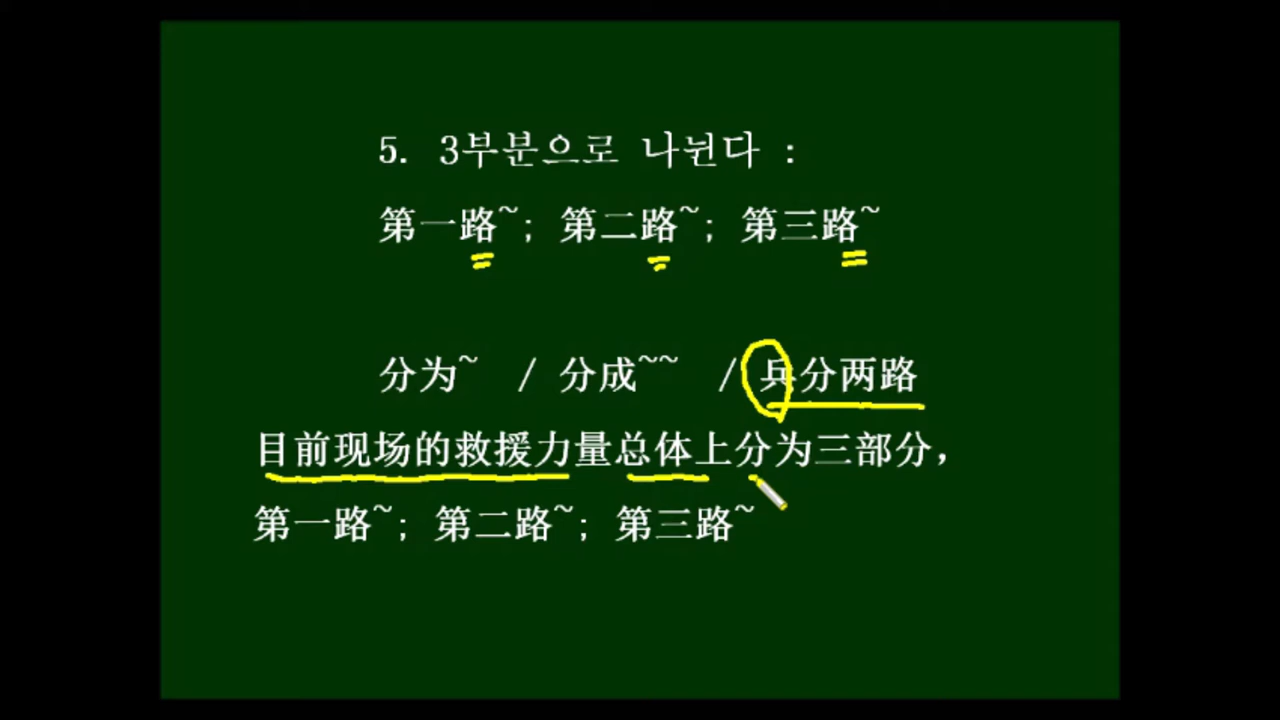 5. 3부분으로 나뉜다 :
第一路~; 第二路~; 第三路~
分为~ / 分成~~ / 兵分两路
目前现场的救援力量总体上分为三部分，
第一路~; 第二路~; 第三路~